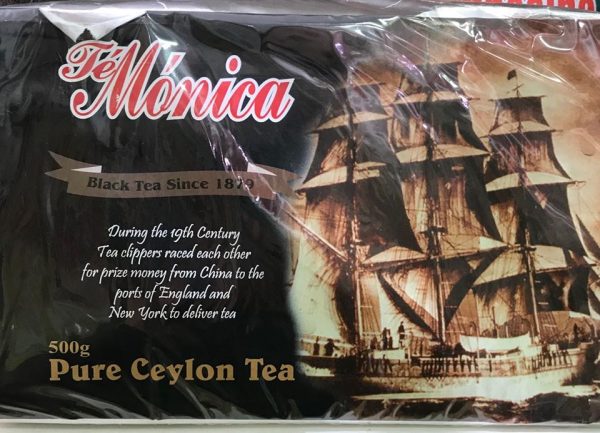 Té Mónica
Black Tea Since 1879
During the 19th Century
Tea clippers raced each other
for prize money from China to the
ports of England and
New York to deliver tea
500g
Pure Ceylon Tea